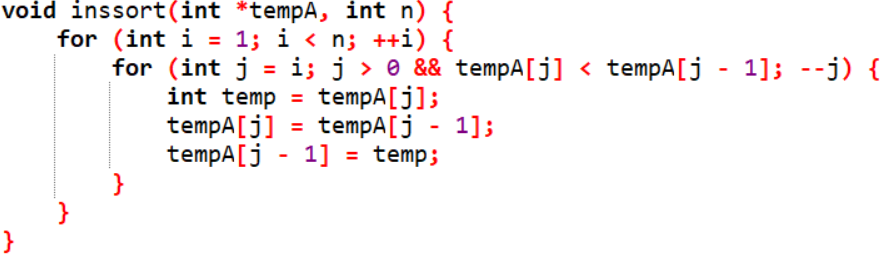 void inssort(int *tempA, int n) {
    for (int i = 1; i < n; ++i) {
        for (int j = i; j > 0 && tempA[j] < tempA[j - 1]; --j) {
            int temp = tempA[j];
            tempA[j] = tempA[j - 1];
            tempA[j - 1] = temp;
        }
    }
}